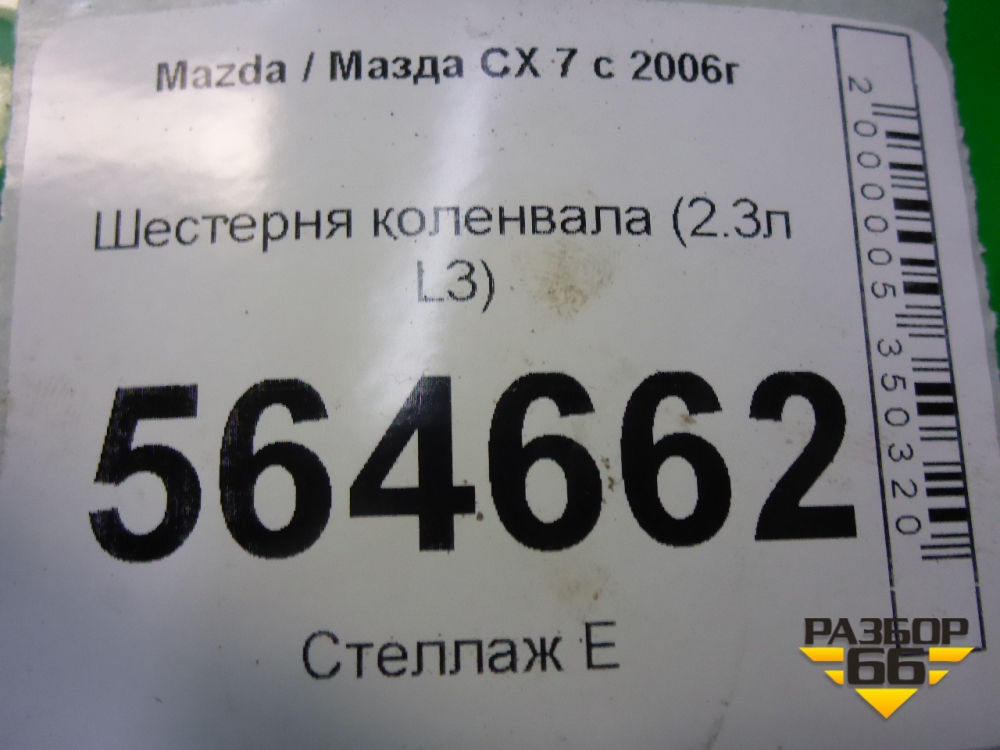 Mazda / Мазда CX 7 с 2006г
Шестерня коленвала (2.3л
L3)
564662
Стеллаж Е
2000005350320
РАЗБОР
66